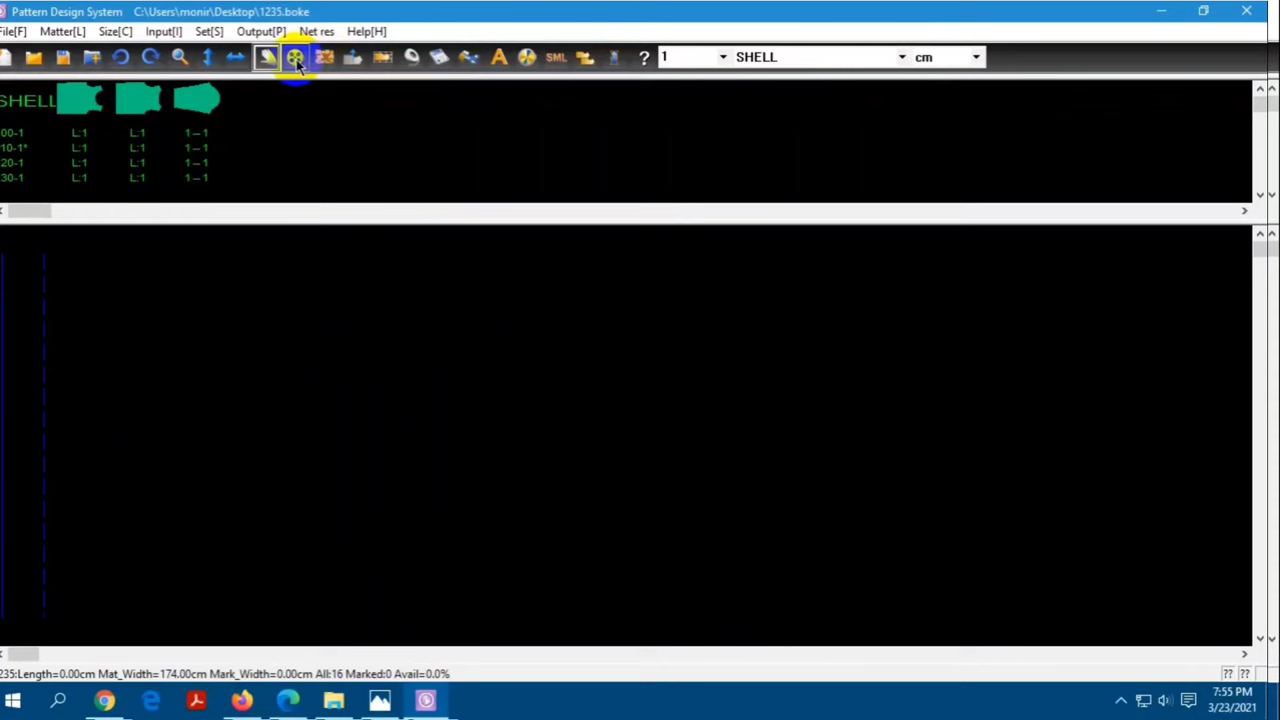 Pattern Design System C:\Users\monir\Desktop\1235.boke
File[F] Matter[L] Size[C] Input[I] Set[S] Output[P] Net res Help[H]
SML ? 1 SHELL cm
SHELL
00-1 L:1 L:1 1--1
10-1* L:1 L:1 1--1
20-1 L:1 L:1 1--1
30-1 L:1 L:1 1--1
1235:Length=0.00cm Mat_Width=174.00cm Mark_Width=0.00cm All:16 Marked:0 Avail=0.0% ?? ??
7:55 PM
3/23/2021